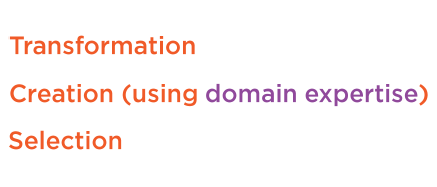 Transformation
Creation (using domain expertise)
Selection